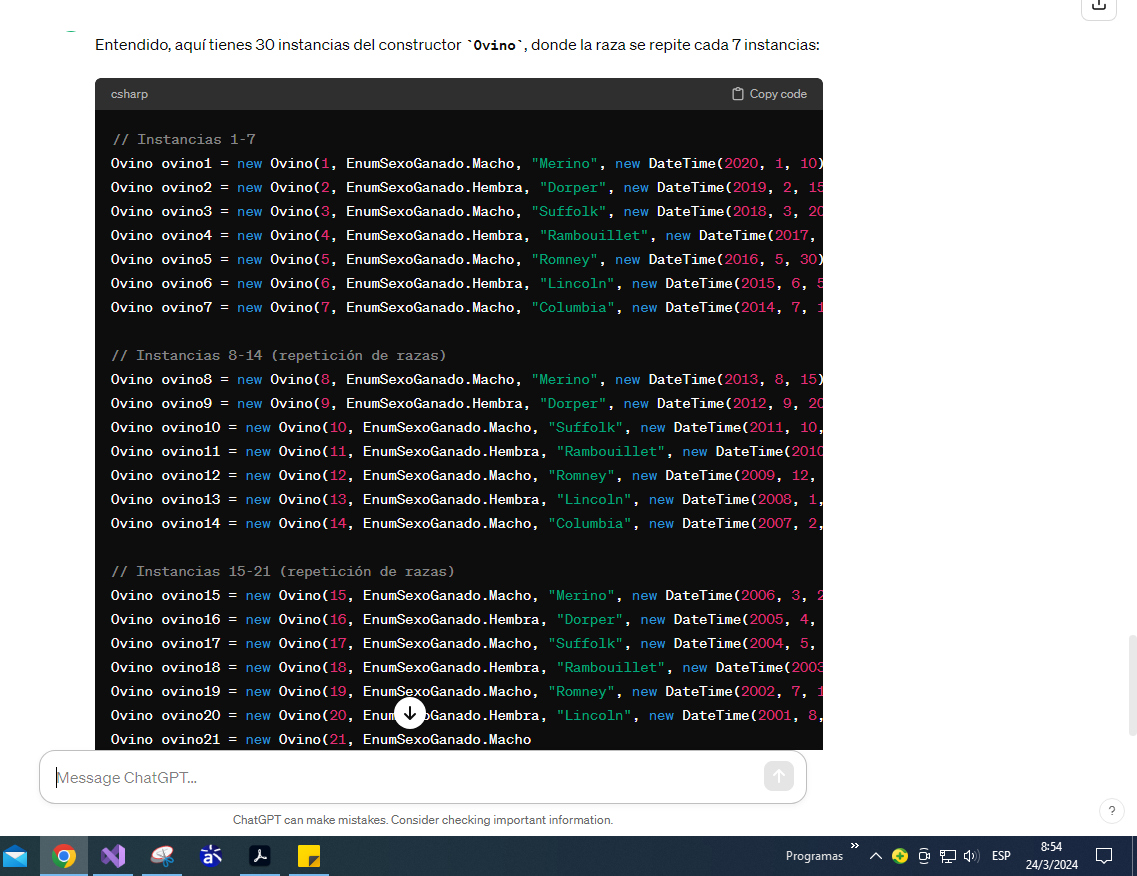 Entendido, aquí tienes 30 instancias del constructor `Ovino`, donde la raza se repite cada 7 instancias:
csharp Copy code
// Instancias 1-7
Ovino ovino1 = new Ovino(1, EnumSexoGanado.Macho, "Merino", new DateTime(2020, 1, 10)
Ovino ovino2 = new Ovino(2, EnumSexoGanado.Hembra, "Dorper", new DateTime(2019, 2, 15
Ovino ovino3 = new Ovino(3, EnumSexoGanado.Macho, "Suffolk", new DateTime(2018, 3, 20
Ovino ovino4 = new Ovino(4, EnumSexoGanado.Hembra, "Rambouillet", new DateTime(2017,
Ovino ovino5 = new Ovino(5, EnumSexoGanado.Macho, "Romney", new DateTime(2016, 5, 30)
Ovino ovino6 = new Ovino(6, EnumSexoGanado.Hembra, "Lincoln", new DateTime(2015, 6, 5
Ovino ovino7 = new Ovino(7, EnumSexoGanado.Macho, "Columbia", new DateTime(2014, 7, 1
// Instancias 8-14 (repetición de razas)
Ovino ovino8 = new Ovino(8, EnumSexoGanado.Macho, "Merino", new DateTime(2013, 8, 15)
Ovino ovino9 = new Ovino(9, EnumSexoGanado.Hembra, "Dorper", new DateTime(2012, 9, 20
Ovino ovino10 = new Ovino(10, EnumSexoGanado.Macho, "Suffolk", new DateTime(2011, 10,
Ovino ovino11 = new Ovino(11, EnumSexoGanado.Hembra, "Rambouillet", new DateTime(2010
Ovino ovino12 = new Ovino(12, EnumSexoGanado.Macho, "Romney", new DateTime(2009, 12,
Ovino ovino13 = new Ovino(13, EnumSexoGanado.Hembra, "Lincoln", new DateTime(2008, 1,
Ovino ovino14 = new Ovino(14, EnumSexoGanado.Macho, "Columbia", new DateTime(2007, 2,
// Instancias 15-21 (repetición de razas)
Ovino ovino15 = new Ovino(15, EnumSexoGanado.Macho, "Merino", new DateTime(2006, 3, 2
Ovino ovino16 = new Ovino(16, EnumSexoGanado.Hembra, "Dorper", new DateTime(2005, 4,
Ovino ovino17 = new Ovino(17, EnumSexoGanado.Macho, "Suffolk", new DateTime(2004, 5,
Ovino ovino18 = new Ovino(18, EnumSexoGanado.Hembra, "Rambouillet", new DateTime(2003
Ovino ovino19 = new Ovino(19, EnumSexoGanado.Macho, "Romney", new DateTime(2002, 7, 1
Ovino ovino20 = new Ovino(20, EnumSexoGanado.Hembra, "Lincoln", new DateTime(2001, 8,
Ovino ovino21 = new Ovino(21, EnumSexoGanado.Macho
Message ChatGPT...
ChatGPT can make mistakes. Consider checking important information.
?
Programas » ESP 8:54
24/3/2024